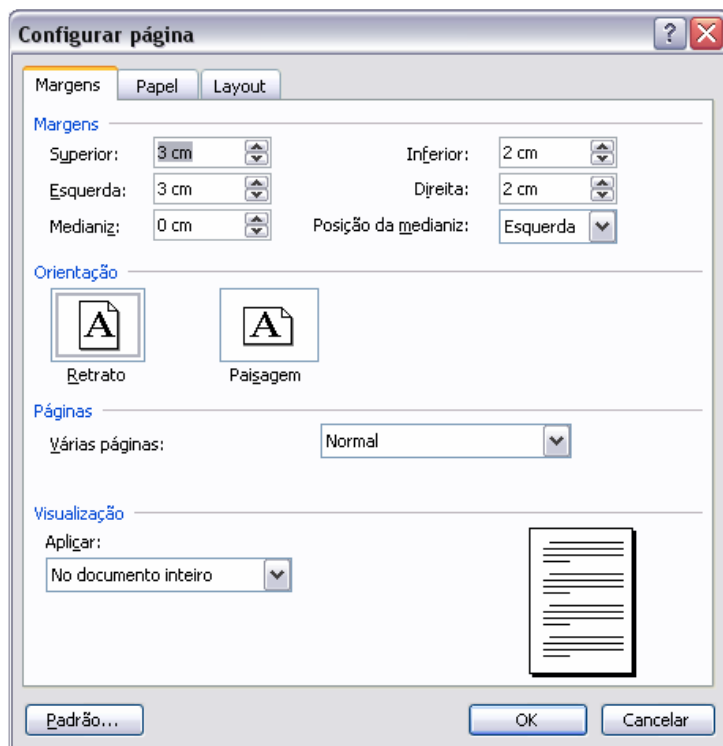 Configurar página
Margens Papel Layout
Margens
Superior: 3 cm Inferior: 2 cm
Esquerda: 3 cm Direita: 2 cm
Medianiz: 0 cm Posição da medianiz: Esquerda
Orientação
A A
Retrato Paisagem
Páginas
Várias páginas: Normal
Visualização
Aplicar:
No documento inteiro
Padrão... OK Cancelar